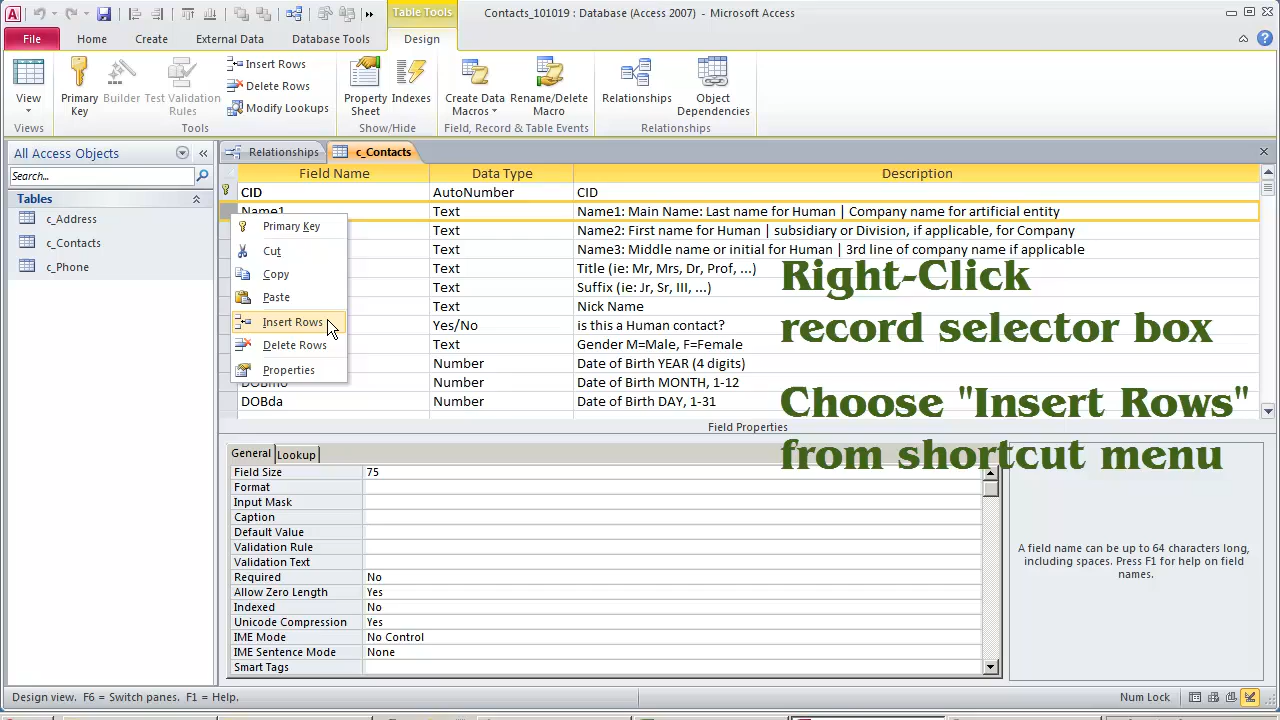 Table Tools
Contacts_101019 : Database (Access 2007) - Microsoft Access
File
Home
Create
External Data
Database Tools
Design
View
Primary Key
Builder
Test Validation Rules
Insert Rows
Delete Rows
Modify Lookups
Property Sheet
Indexes
Create Data Macros
Rename/Delete Macro
Relationships
Object Dependencies
Views
Tools
Show/Hide
Field, Record & Table Events
Relationships
All Access Objects
Search...
Tables
c_Address
c_Contacts
c_Phone
Relationships
c_Contacts
Field Name Data Type Description
CID AutoNumber CID
Name1 Text Name1: Main Name: Last name for Human | Company name for artificial entity
Text Name2: First name for Human | subsidiary or Division, if applicable, for Company
Text Name3: Middle name or initial for Human | 3rd line of company name if applicable
Text Title (ie: Mr, Mrs, Dr, Prof, ...)
Text Suffix (ie: Jr, Sr, III, ...)
Text Nick Name
Yes/No is this a Human contact?
Text Gender M=Male, F=Female
Number Date of Birth YEAR (4 digits)
DOBmo Number Date of Birth MONTH, 1-12
DOBda Number Date of Birth DAY, 1-31
Primary Key
Cut
Copy
Paste
Insert Rows
Delete Rows
Properties
Right-Click
record selector box
Choose "Insert Rows"
from shortcut menu
Field Properties
General
Lookup
Field Size 75
Format
Input Mask
Caption
Default Value
Validation Rule
Validation Text
Required No
Allow Zero Length Yes
Indexed No
Unicode Compression Yes
IME Mode No Control
IME Sentence Mode None
Smart Tags
A field name can be up to 64 characters long,
including spaces. Press F1 for help on field
names.
Design view. F6 = Switch panes. F1 = Help.
Num Lock